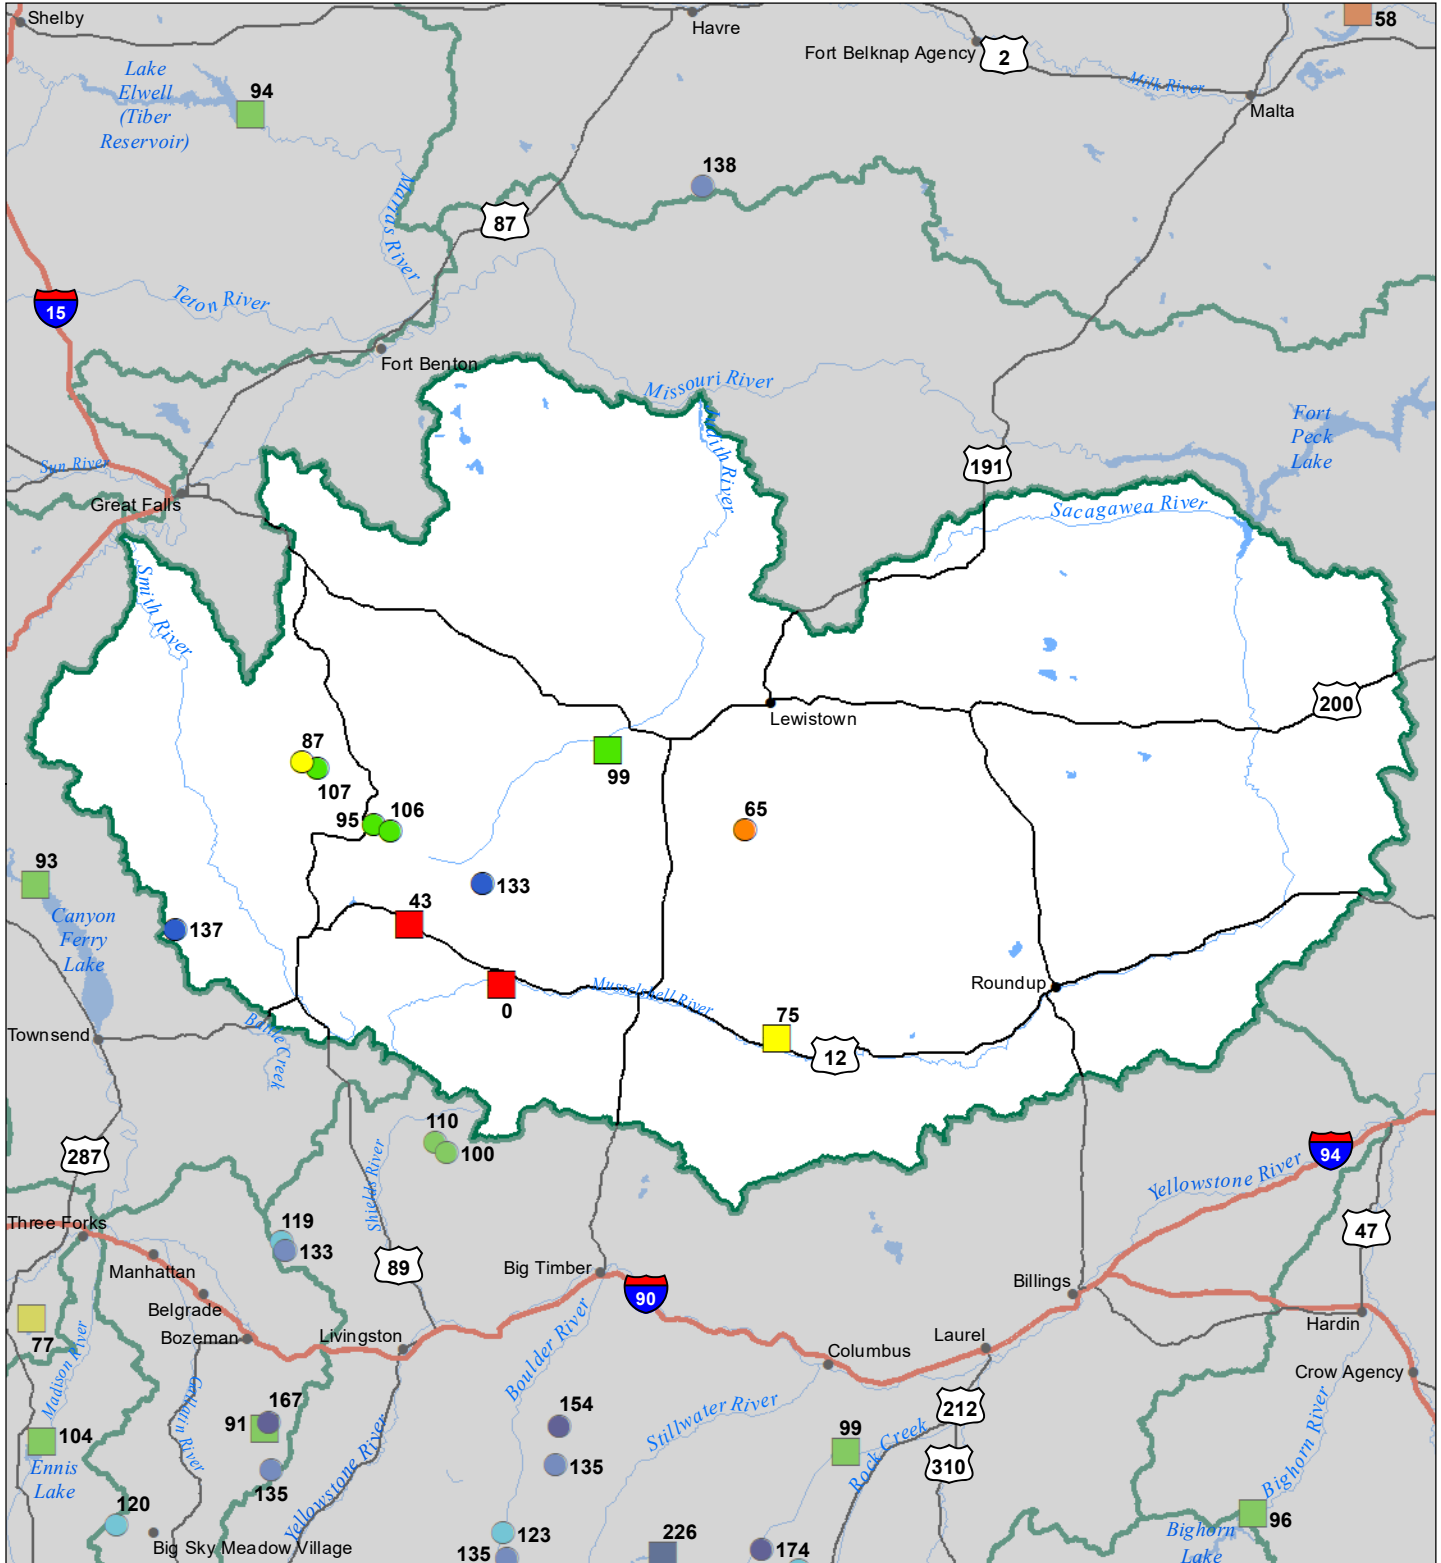 Shelby
Havre
58
Fort Belknap Agency
2
Lake
Elwell
(Tiber
Reservoir)
94
Milk River
Malta
138
Marias River
87
Teton River
15
Fort Benton
Missouri River
Judith River
Fort
Peck
Lake
Sun River
191
Great Falls
Sacagawea River
Smith River
200
Lewistown
87
107
99
95
106
65
93
133
43
Canyon
Ferry
Lake
137
Roundup
Musselshell River
0
75
12
Townsend
Battle Creek
110
100
287
Shields River
94
Yellowstone River
Three Forks
119
133
47
Manhattan
89
Big Timber
90
Billings
Belgrade
Bozeman
Livingston
Laurel
Hardin
77
Madison River
Columbus
Crow Agency
Boulder River
Gallatin River
167
91
154
Stillwater River
212
104
99
Rock Creek
Ennis
Lake
135
135
310
Bighorn River
Yellowstone River
120
123
226
96
Big Sky Meadow Village
135
174
Bighorn
Lake